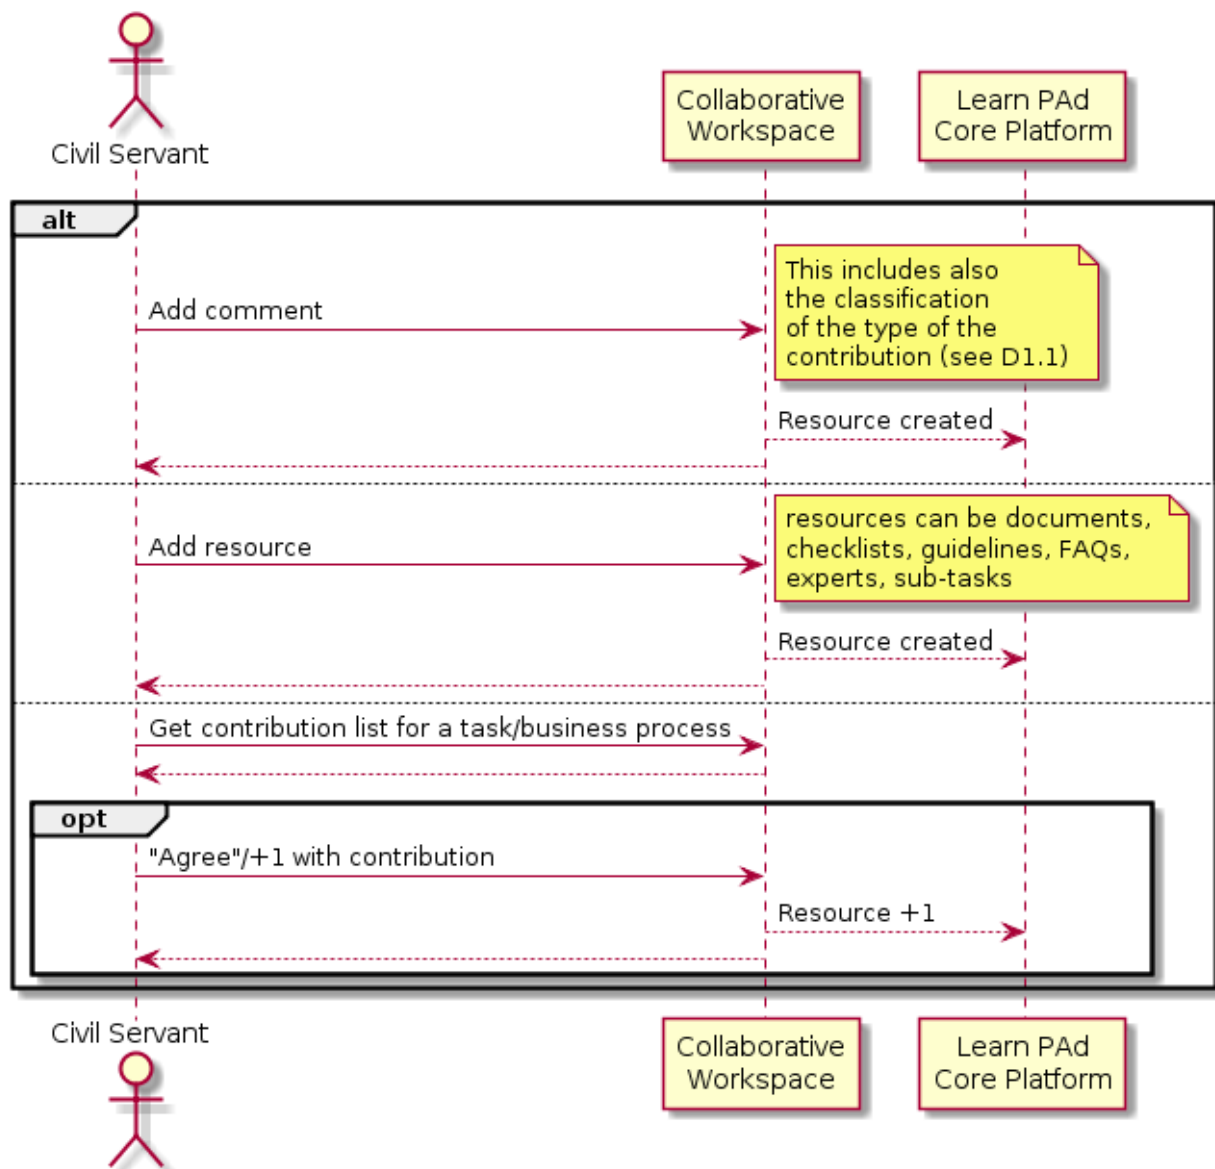 Civil Servant
Collaborative
Workspace
Learn PAd
Core Platform
alt
This includes also
the classification
of the type of the
contribution (see D1.1)
Add comment
Resource created
resources can be documents,
checklists, guidelines, FAQs,
experts, sub-tasks
Add resource
Resource created
Get contribution list for a task/business process
opt
"Agree"/+1 with contribution
Resource +1
Civil Servant
Collaborative
Workspace
Learn PAd
Core Platform